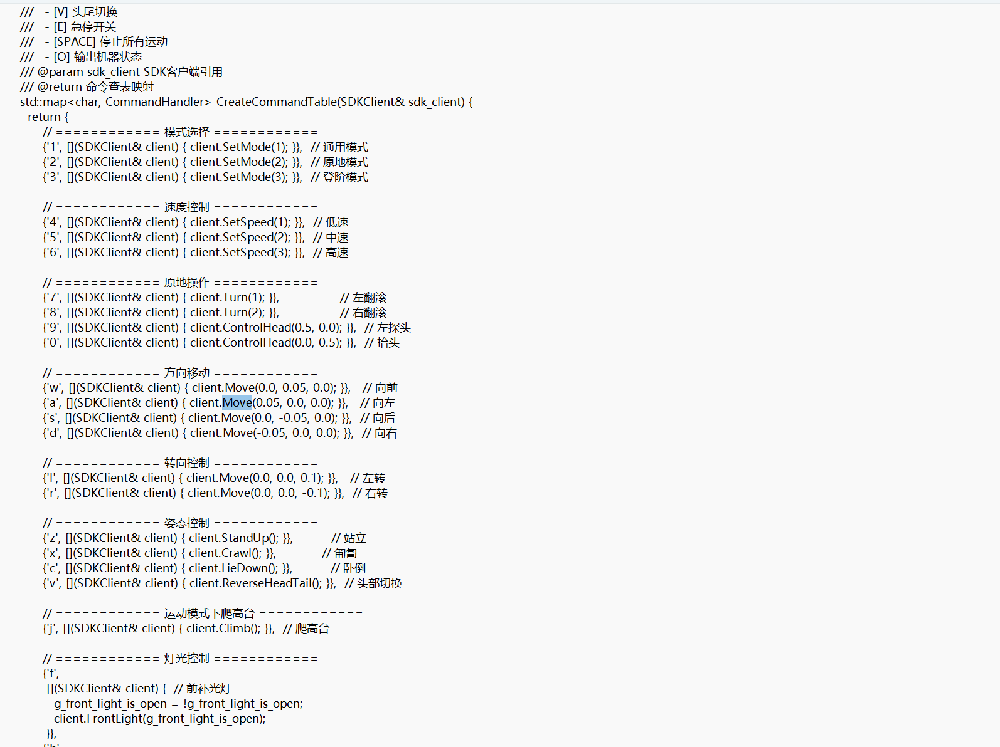 ///   - [V] 头尾切换
///   - [E] 急停开关
///   - [SPACE] 停止所有运动
///   - [O] 输出机器状态
/// @param sdk_client SDK客户端引用
/// @return 命令查表映射
std::map<char, CommandHandler> CreateCommandTable(SDKClient& sdk_client) {
return {
// ============ 模式选择 ============
{'1', [](SDKClient& client) { client.SetMode(1); }},  // 通用模式
{'2', [](SDKClient& client) { client.SetMode(2); }},  // 原地模式
{'3', [](SDKClient& client) { client.SetMode(3); }},  // 登阶模式
// ============ 速度控制 ============
{'4', [](SDKClient& client) { client.SetSpeed(1); }},  // 低速
{'5', [](SDKClient& client) { client.SetSpeed(2); }},  // 中速
{'6', [](SDKClient& client) { client.SetSpeed(3); }},  // 高速
// ============ 原地操作 ============
{'7', [](SDKClient& client) { client.Turn(1); }},  // 左翻滚
{'8', [](SDKClient& client) { client.Turn(2); }},  // 右翻滚
{'9', [](SDKClient& client) { client.ControlHead(0.5, 0.0); }},  // 左探头
{'0', [](SDKClient& client) { client.ControlHead(0.0, 0.5); }},  // 抬头
// ============ 方向移动 ============
{'w', [](SDKClient& client) { client.Move(0.0, 0.05, 0.0); }},  // 向前
{'a', [](SDKClient& client) { client.Move(0.05, 0.0, 0.0); }},  // 向左
{'s', [](SDKClient& client) { client.Move(0.0, -0.05, 0.0); }},  // 向后
{'d', [](SDKClient& client) { client.Move(-0.05, 0.0, 0.0); }},  // 向右
// ============ 转向控制 ============
{'l', [](SDKClient& client) { client.Move(0.0, 0.0, 0.1); }},  // 左转
{'r', [](SDKClient& client) { client.Move(0.0, 0.0, -0.1); }},  // 右转
// ============ 姿态控制 ============
{'z', [](SDKClient& client) { client.StandUp(); }},  // 站立
{'x', [](SDKClient& client) { client.Crawl(); }},  // 匍匐
{'c', [](SDKClient& client) { client.LieDown(); }},  // 卧倒
{'v', [](SDKClient& client) { client.ReverseHeadTail(); }},  // 头部切换
// ============ 运动模式下爬高台 ============
{'j', [](SDKClient& client) { client.Climb(); }},  // 爬高台
// ============ 灯光控制 ============
{'f',
[](SDKClient& client) {  // 前补光灯
g_front_light_is_open = !g_front_light_is_open;
client.FrontLight(g_front_light_is_open);
}},